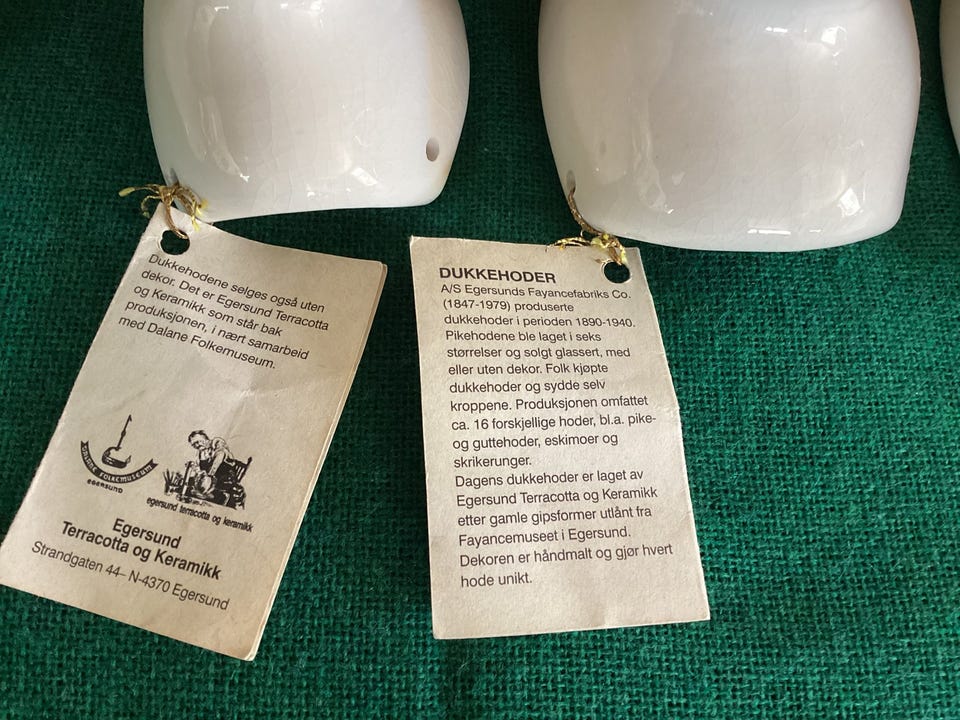 Dukkehodene selges også uten
dekor. Det er Egersund Terracotta
og Keramikk som står bak
produksjonen, i nært samarbeid
med Dalane Folkemuseum.
DALANE FOLKEMUSEUM
EGERSUND
egersund terracotta og keramikk
Egersund
Terracotta og Keramikk
Strandgaten 44– N-4370 Egersund
DUKKEHODER
A/S Egersunds Fayancefabriks Co.
(1847-1979) produserte
dukkehoder i perioden 1890-1940.
Pikehodene ble laget i seks
størrelser og solgt glassert, med
eller uten dekor. Folk kjøpte
dukkehoder og sydde selv
kroppene. Produksjonen omfattet
ca. 16 forskjellige hoder, bl.a. pike-
og guttehoder, eskimoer og
skrikerunger.
Dagens dukkehoder er laget av
Egersund Terracotta og Keramikk
etter gamle gipsformer utlånt fra
Fayancemuseet i Egersund.
Dekoren er håndmalt og gjør hvert
hode unikt.